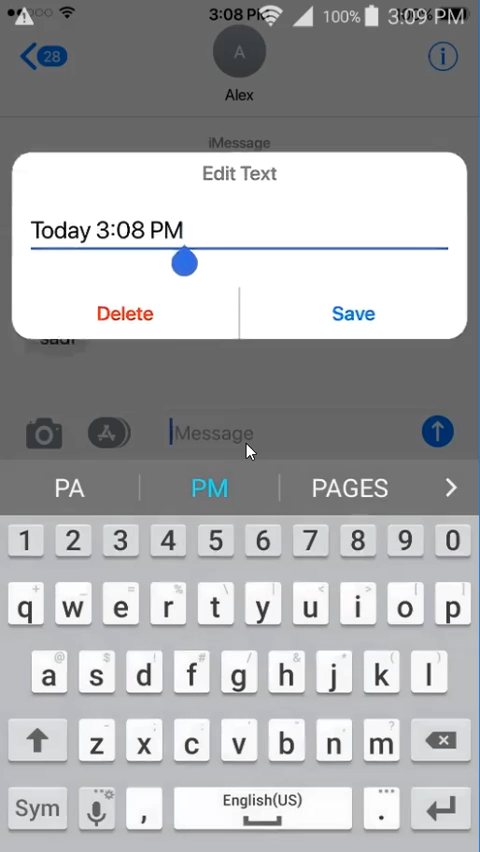 3:08 PM 100% 3:09 PM
28
A
Alex
iMessage
Edit Text
Today 3:08 PM
Delete Save
iMessage
PA PM PAGES
1 2 3 4 5 6 7 8 9 0
q w e r t y u i o p
a s d f g h j k l
z x c v b n m
Sym , English(US) .